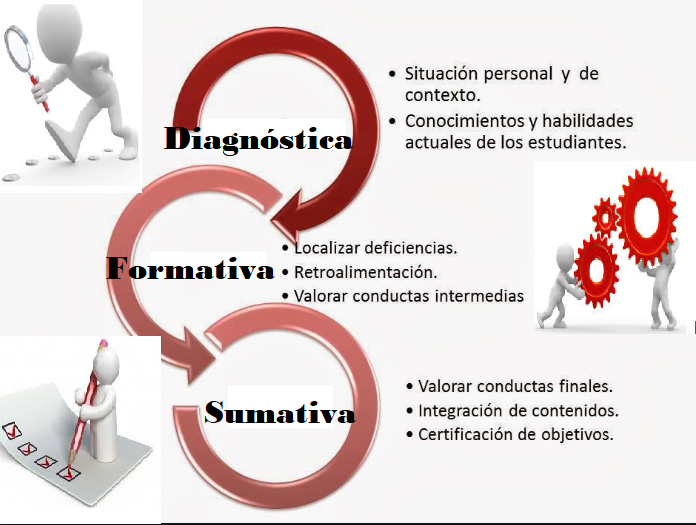 • Situación personal y de
contexto.
• Conocimientos y habilidades
actuales de los estudiantes.
Diagnóstica
• Localizar deficiencias.
Formativa
• Retroalimentación.
• Valorar conductas intermedias
• Valorar conductas finales.
Sumativa
• Integración de contenidos.
• Certificación de objetivos.